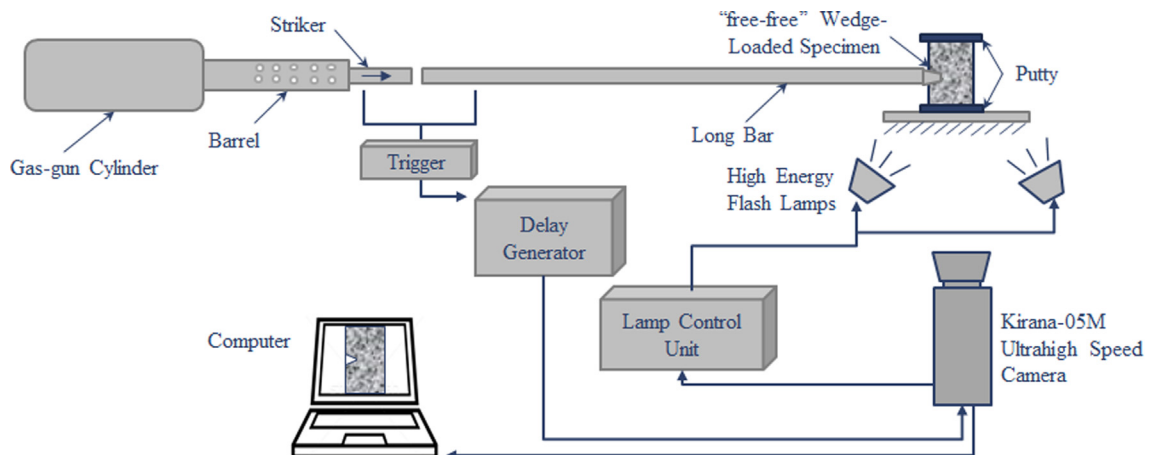 Striker
“free-free” Wedge-
Loaded Specimen
Putty
Barrel
Long Bar
Gas-gun Cylinder
Trigger
High Energy
Flash Lamps
Delay
Generator
Lamp Control
Unit
Computer
Kirana-05M
Ultrahigh Speed
Camera